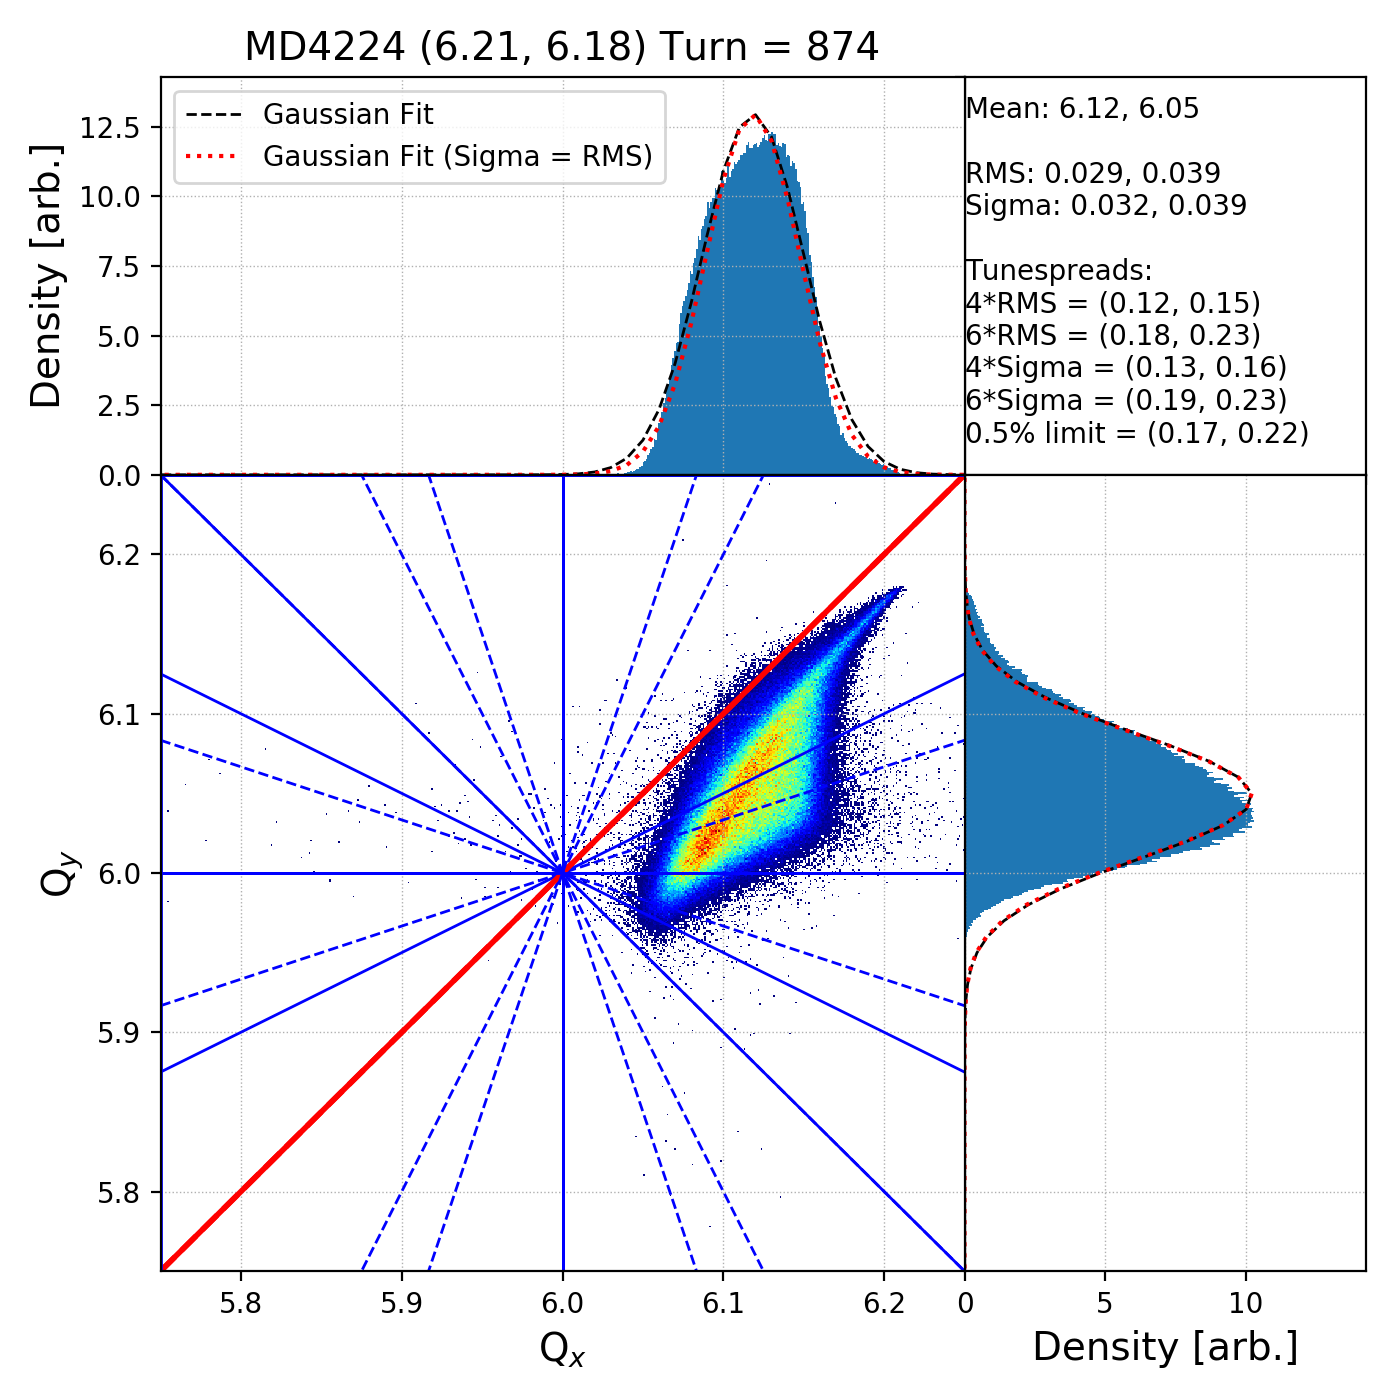 MD4224 (6.21, 6.18) Turn = 874
Gaussian Fit
Gaussian Fit (Sigma = RMS)
Density [arb.]
12.5
10.0
7.5
5.0
2.5
0.0
Mean: 6.12, 6.05
RMS: 0.029, 0.039
Sigma: 0.032, 0.039
Tunespreads:
4*RMS = (0.12, 0.15)
6*RMS = (0.18, 0.23)
4*Sigma = (0.13, 0.16)
6*Sigma = (0.19, 0.23)
0.5% limit = (0.17, 0.22)
Qy
6.2
6.1
6.0
5.9
5.8
5.8 5.9 6.0 6.1 6.2
Qx
0 5 10
Density [arb.]